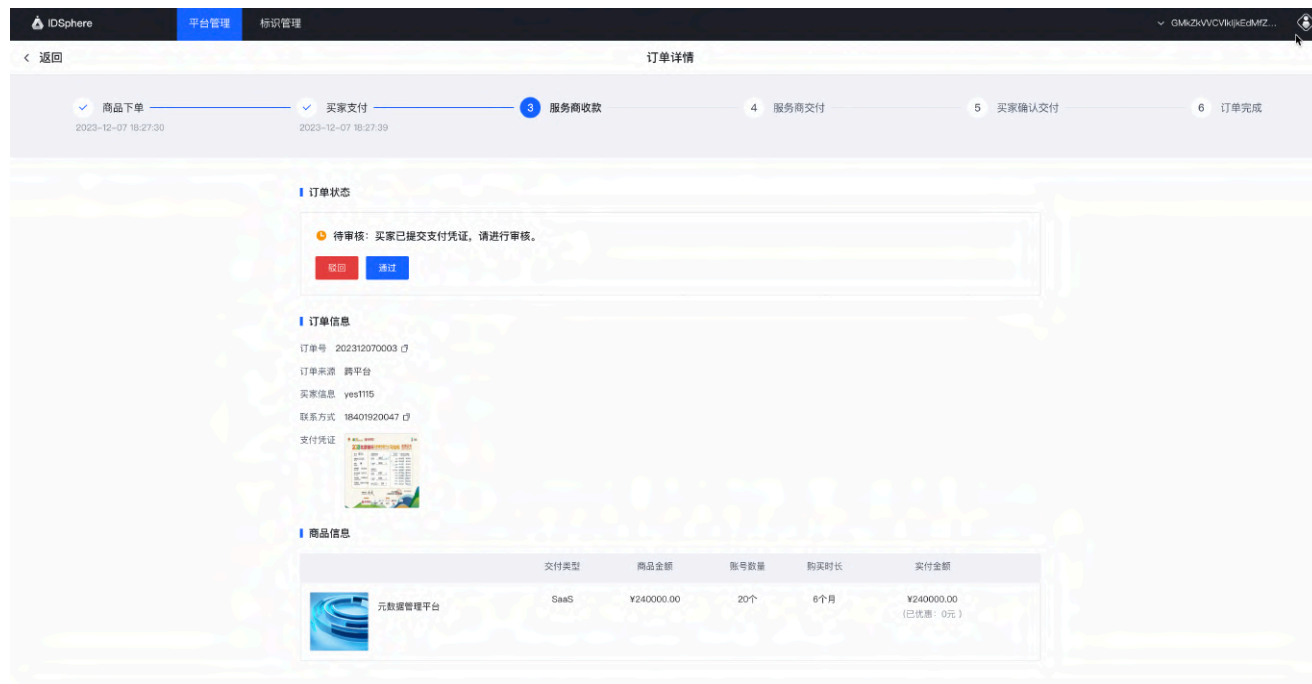 IDSphere 平台管理 标识管理 GMkZkVVCVlkIjkEdMfZ...
返回 订单详情
商品下单 买家支付 3 服务商收款 4 服务商交付 5 买家确认交付 6 订单完成
2023-12-07 18:27:30 2023-12-07 18:27:39
订单状态
待审核：买家已提交支付凭证，请进行审核。
驳回 通过
订单信息
订单号 202312070003
订单来源 跨平台
买家信息 yes1115
联系方式 18401920047
支付凭证
商品信息
交付类型 商品金额 账号数量 购买时长 实付金额
元数据管理平台 SaaS ¥240000.00 20个 6个月 ¥240000.00
(已优惠：0元 )